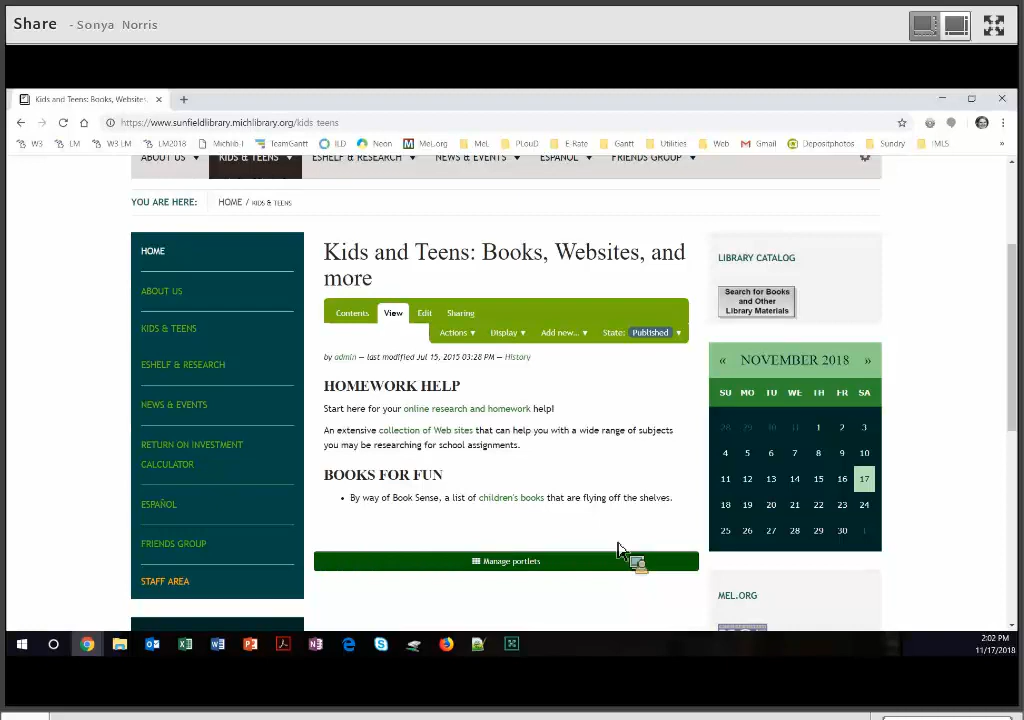 Share - Sonya Norris
Kids and Teens: Books, Websites,
https://www.sunfieldlibrary.michlibrary.org/kids teens
W3 LM W3 LM LM2018 Michlib-l TeamGantt ILD Neon MeLorg MeL PLouD E-Rate Gantt Utilities Web Gmail Depositphotos Sundry IMLS »
ABOUT US KIDS & TEENS ESHELF & RESEARCH NEWS & EVENTS ESPAÑOL FRIENDS GROUP
YOU ARE HERE: HOME / KIDS & TEENS
HOME
ABOUT US
KIDS & TEENS
ESHELF & RESEARCH
NEWS & EVENTS
RETURN ON INVESTMENT
CALCULATOR
ESPAÑOL
FRIENDS GROUP
STAFF AREA
Kids and Teens: Books, Websites, and
more
Contents View Edit Sharing
Actions ▼ Display ▼ Add new... ▼ State: Published ▼
by admin — last modified Jul 15, 2015 03:28 PM — History
HOMEWORK HELP
Start here for your online research and homework help!
An extensive collection of Web sites that can help you with a wide range of subjects
you may be researching for school assignments.
BOOKS FOR FUN
• By way of Book Sense, a list of children's books that are flying off the shelves.
Manage portlets
LIBRARY CATALOG
Search for Books
and Other
Library Materials
« NOVEMBER 2018 »
SU MO TU WE TH FR SA
28 29 30 31 1 2 3
4 5 6 7 8 9 10
11 12 13 14 15 16 17
18 19 20 21 22 23 24
25 26 27 28 29 30 1
MEL.ORG
2:02 PM
11/17/2018